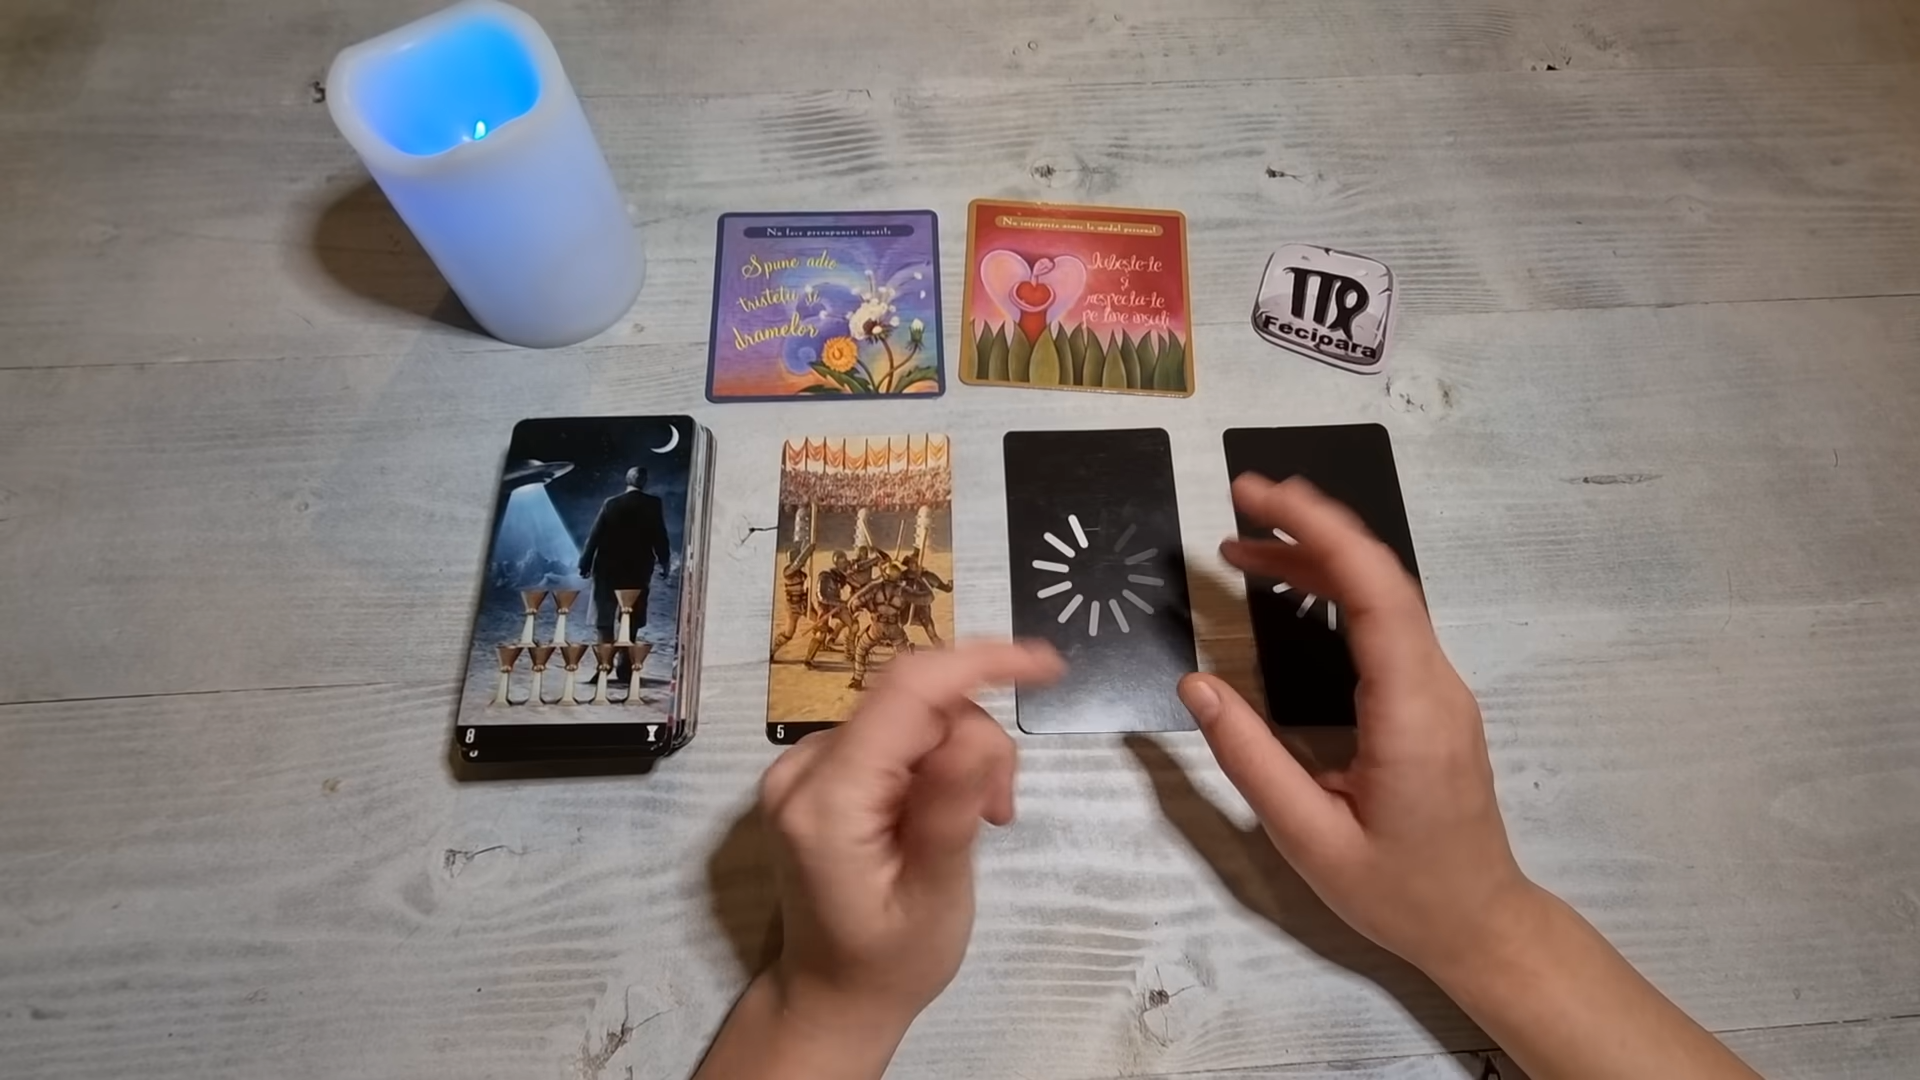 Nu face presupuneri inutile
Spune adio
tristeții și
dramelor
Nu interpreta nimic la modul personal
Iubește-te
și
respectă-te
pe tine însuți
Fecioara
8
5